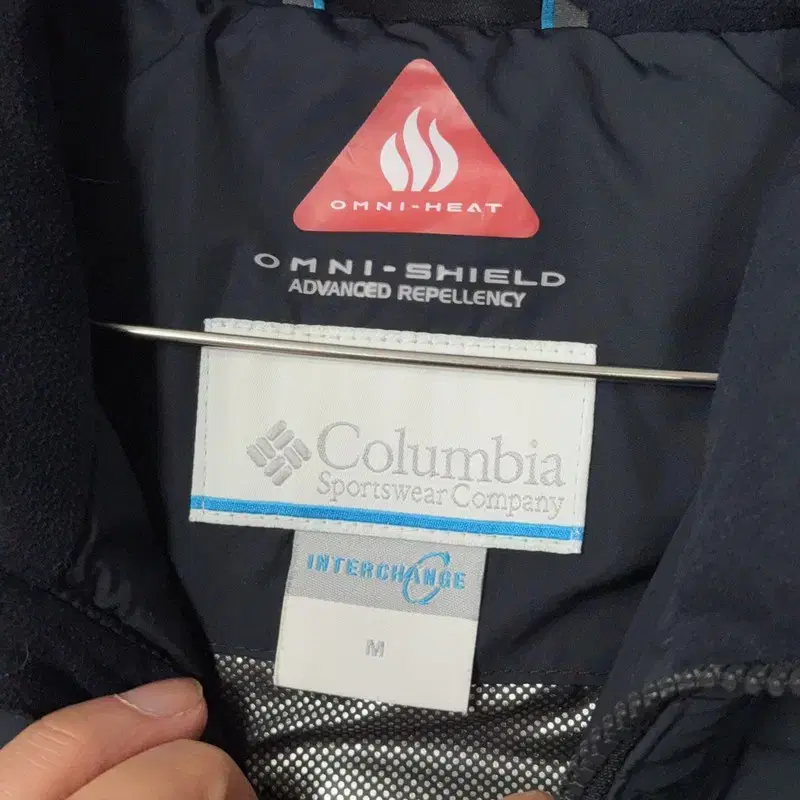 OMNI-HEAT
OMNI-SHIELD
ADVANCED REPELLENCY
Columbia
Sportswear Company
INTERCHANGE
M